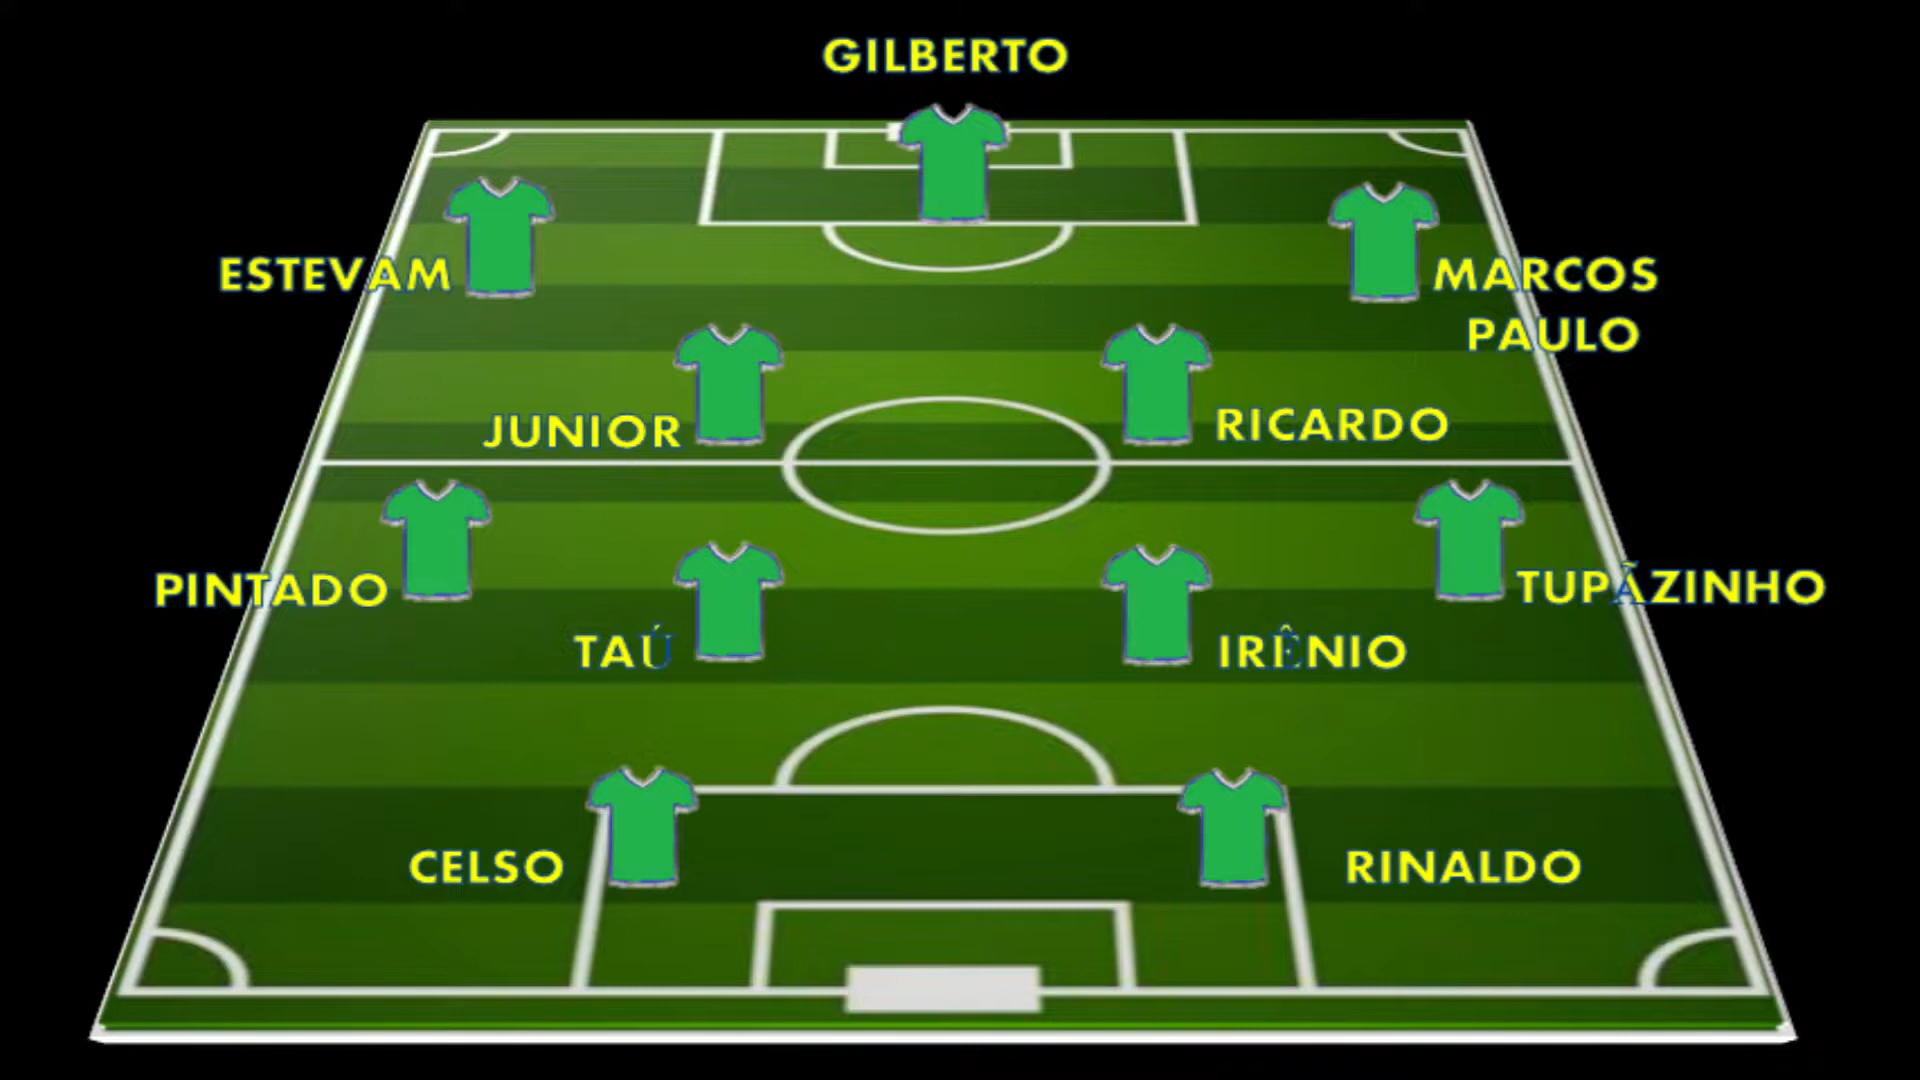 GILBERTO
ESTEVAM
MARCOS
PAULO
JUNIOR
RICARDO
PINTADO
TUPÃZINHO
TAÚ
IRÊNIO
CELSO
RINALDO